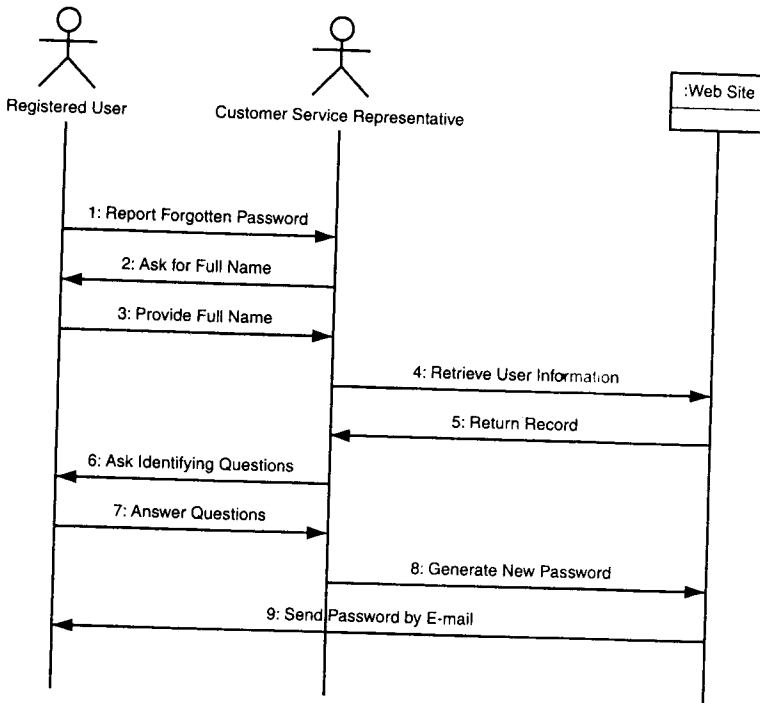 Registered User
Customer Service Representative
:Web Site
1: Report Forgotten Password
2: Ask for Full Name
3: Provide Full Name
4: Retrieve User Information
5: Return Record
6: Ask Identifying Questions
7: Answer Questions
8: Generate New Password
9: Send Password by E-mail